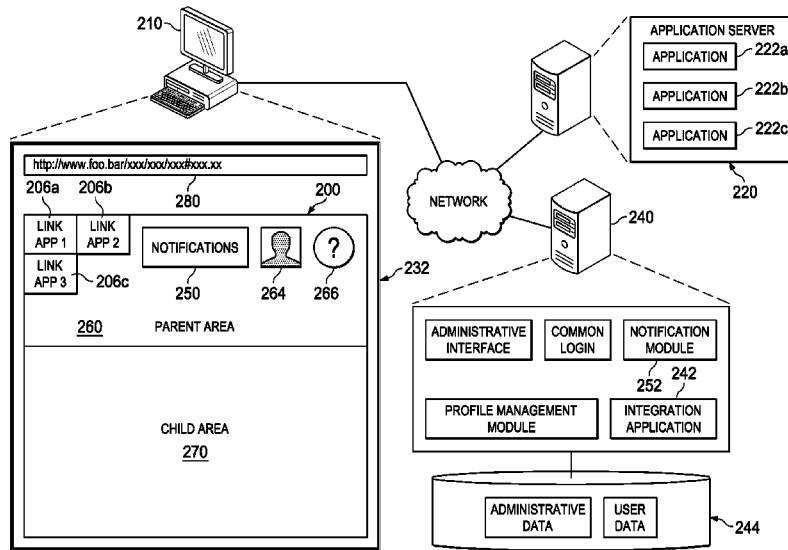 210
APPLICATION SERVER
APPLICATION
222a
APPLICATION
222b
APPLICATION
222c
220
http://www.foo.bar/xxx/xxx/xxx#xxx.xx
206a
206b
280
200
LINK
APP 1
LINK
APP 2
LINK
APP 3
206c
NOTIFICATIONS
250
264
?
266
232
260
PARENT AREA
CHILD AREA
270
NETWORK
240
ADMINISTRATIVE
INTERFACE
COMMON
LOGIN
NOTIFICATION
MODULE
252
242
PROFILE MANAGEMENT
MODULE
INTEGRATION
APPLICATION
ADMINISTRATIVE
DATA
USER
DATA
244